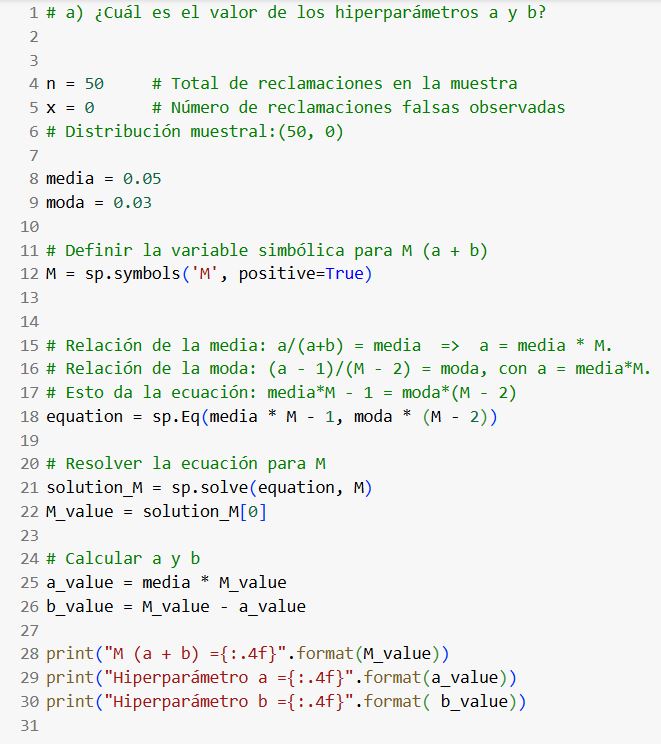 1 # a) ¿Cuál es el valor de los hiperparámetros a y b?
2
3
4 n = 50     # Total de reclamaciones en la muestra
5 x = 0      # Número de reclamaciones falsas observadas
6 # Distribución muestral:(50, 0)
7
8 media = 0.05
9 moda = 0.03
10
11 # Definir la variable simbólica para M (a + b)
12 M = sp.symbols('M', positive=True)
13
14
15 # Relación de la media: a/(a+b) = media  =>  a = media * M.
16 # Relación de la moda: (a - 1)/(M - 2) = moda, con a = media*M.
17 # Esto da la ecuación: media*M - 1 = moda*(M - 2)
18 equation = sp.Eq(media * M - 1, moda * (M - 2))
19
20 # Resolver la ecuación para M
21 solution_M = sp.solve(equation, M)
22 M_value = solution_M[0]
23
24 # Calcular a y b
25 a_value = media * M_value
26 b_value = M_value - a_value
27
28 print("M (a + b) ={:.4f}".format(M_value))
29 print("Hiperparámetro a ={:.4f}".format(a_value))
30 print("Hiperparámetro b ={:.4f}".format( b_value))
31